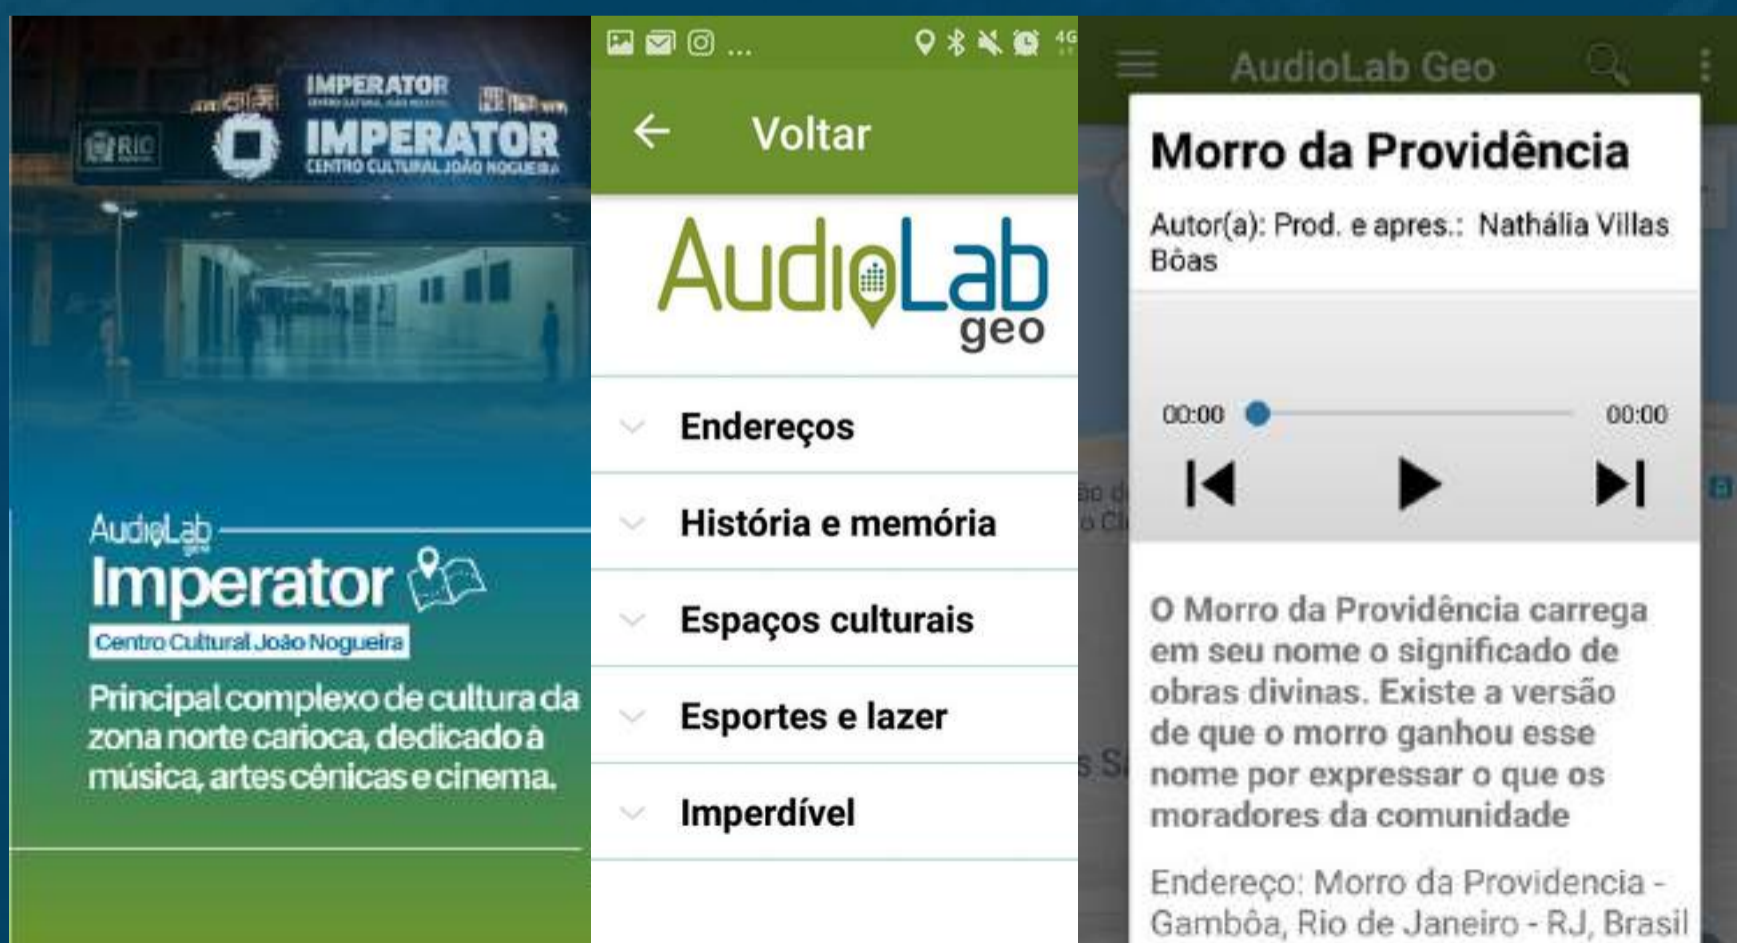 IMPERATOR
IMPERATOR
CENTRO CULTURAL JOÃO NOGUEIRA
RIO
AudioLab
geo
Imperator
Centro Cultural João Nogueira
Principal complexo de cultura da
zona norte carioca, dedicado à
música, artes cênicas e cinema.
...
4G
Voltar
AudioLab
geo
Endereços
História e memória
Espaços culturais
Esportes e lazer
Imperdível
AudioLab Geo
Morro da Providência
Autor(a): Prod. e apres.: Nathália Villas
Bôas
00:00 00:00
O Morro da Providência carrega
em seu nome o significado de
obras divinas. Existe a versão
de que o morro ganhou esse
nome por expressar o que os
moradores da comunidade
Endereço: Morro da Providencia -
Gambôa, Rio de Janeiro - RJ, Brasil